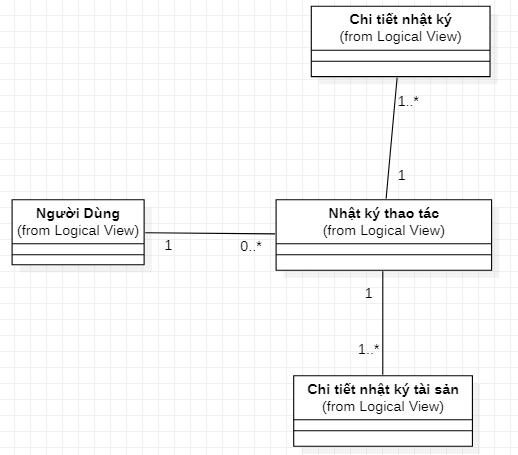 Chi tiết nhật ký
(from Logical View)
1..*
1
Người Dùng
(from Logical View)
1
0..*
Nhật ký thao tác
(from Logical View)
1
1..*
Chi tiết nhật ký tài sản
(from Logical View)